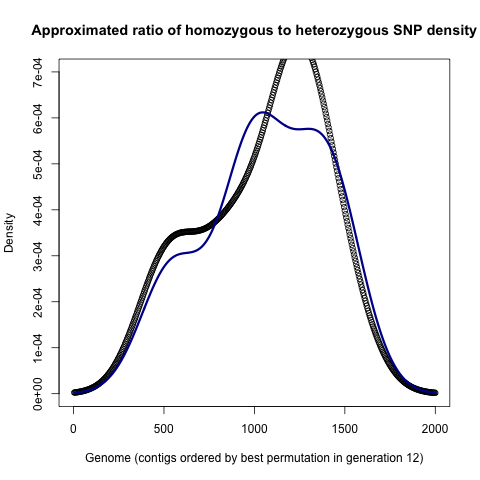 Approximated ratio of homozygous to heterozygous SNP density
7e-04
6e-04
5e-04
4e-04
3e-04
2e-04
1e-04
0e+00
Density
0 500 1000 1500 2000
Genome (contigs ordered by best permutation in generation 12)